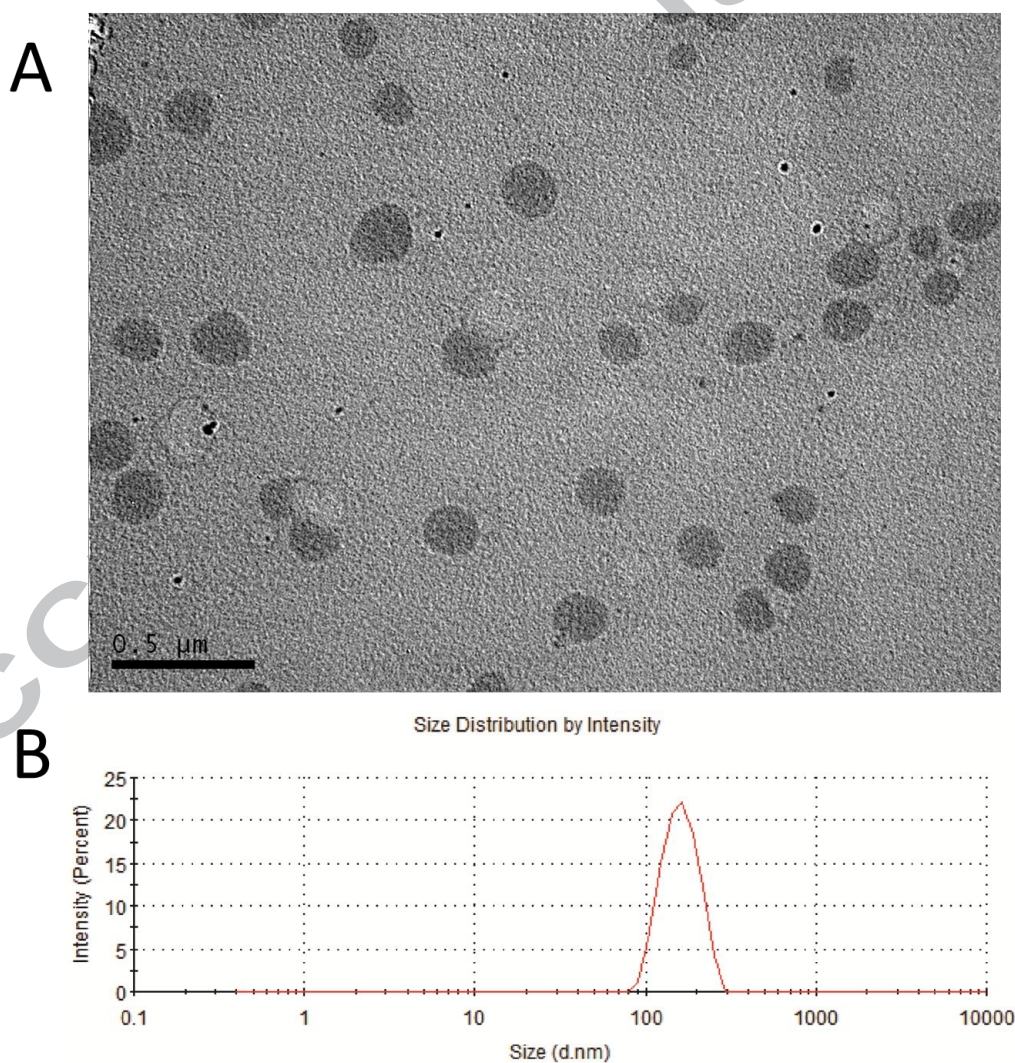 A
0.5 µm
Size Distribution by Intensity
B
Intensity (Percent)
25
20
15
10
5
0
0.1 1 10 100 1000 10000
Size (d.nm)